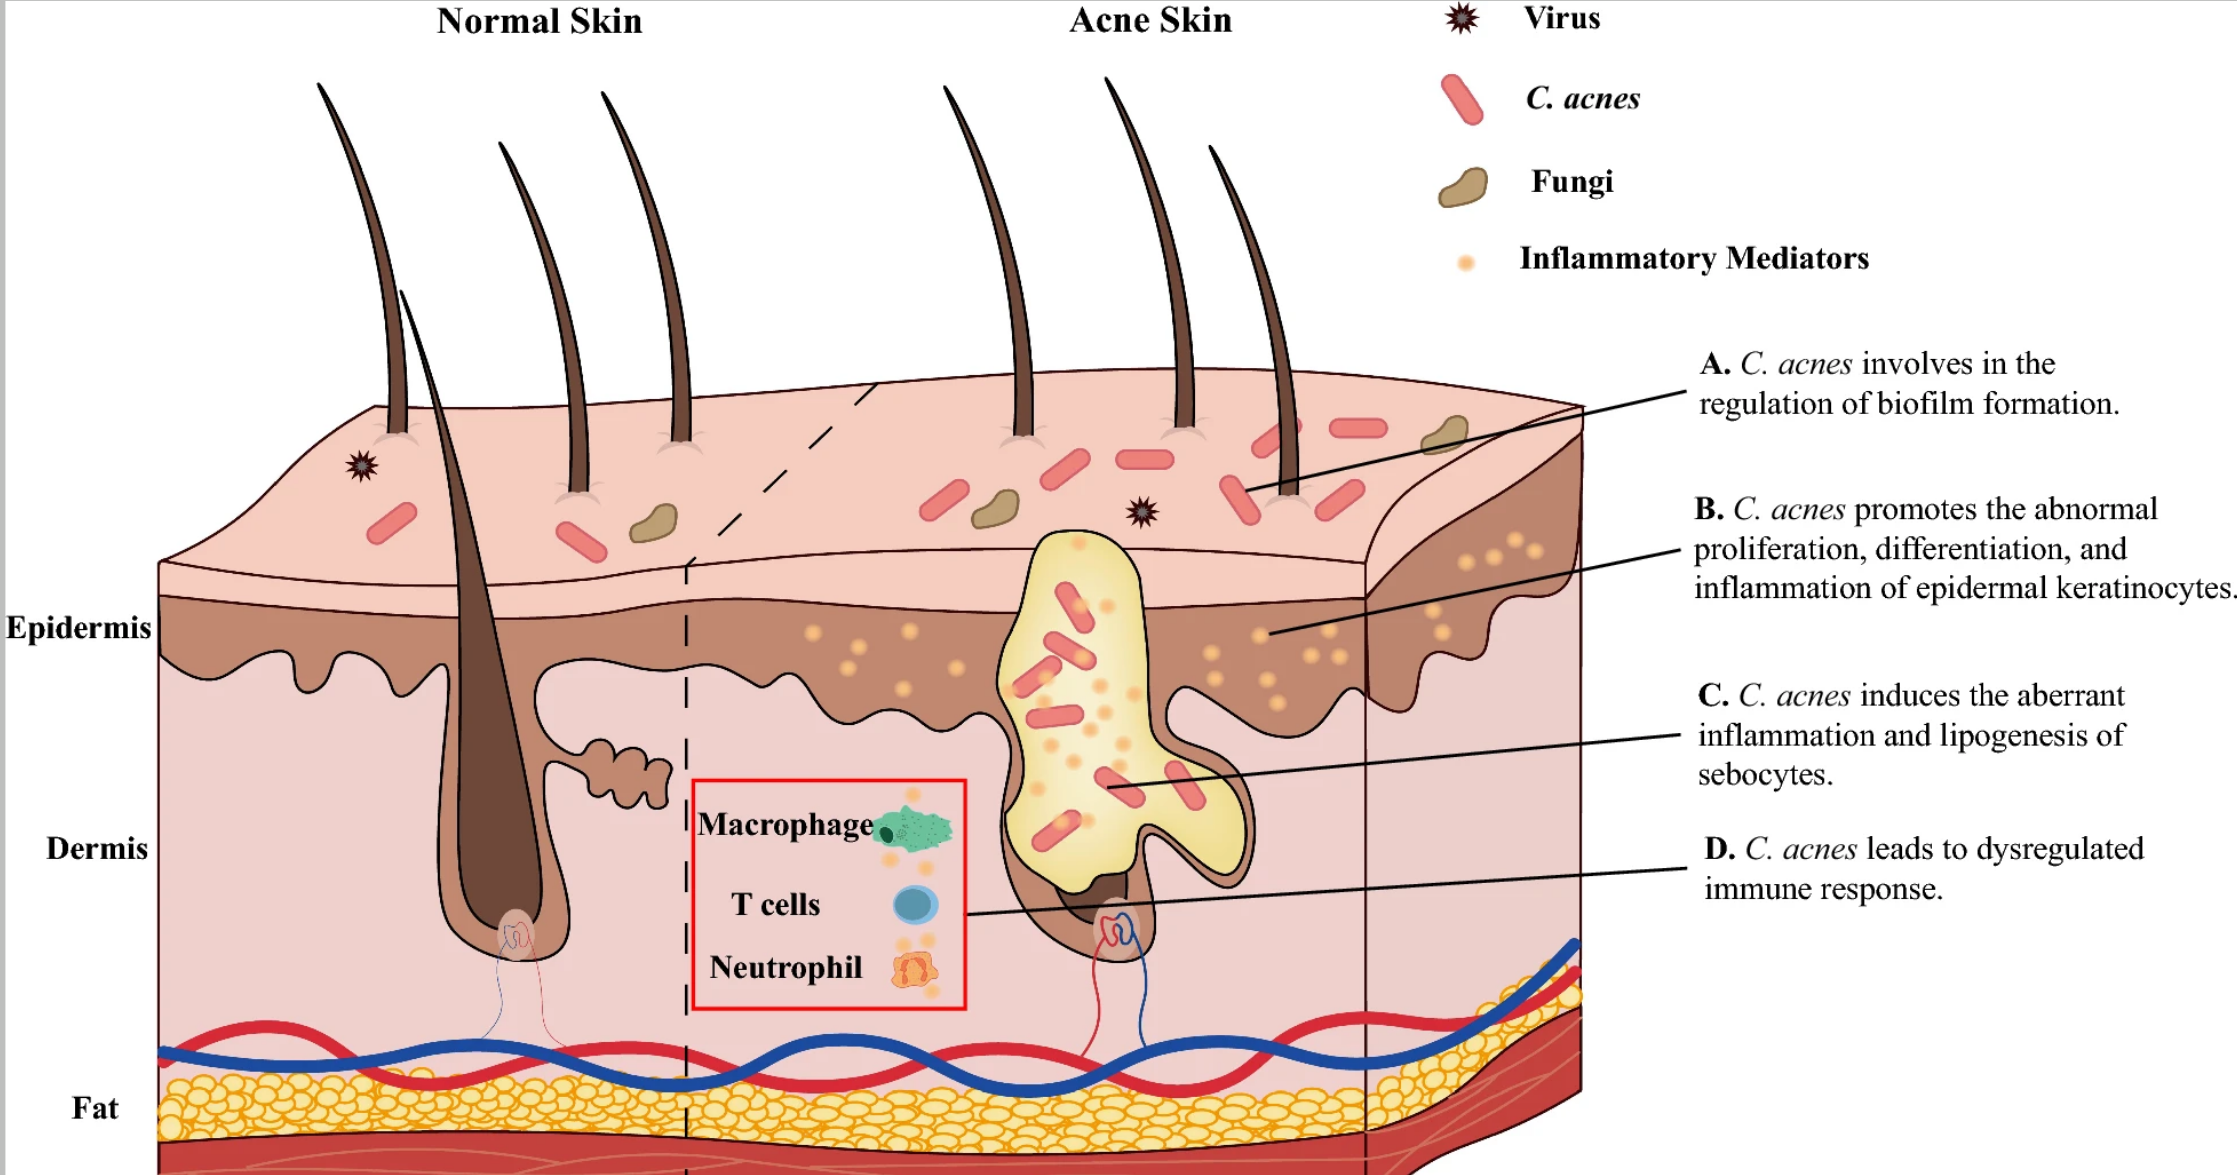 Normal Skin
Acne Skin
Virus
C. acnes
Fungi
Inflammatory Mediators
A. C. acnes involves in the
regulation of biofilm formation.
B. C. acnes promotes the abnormal
proliferation, differentiation, and
inflammation of epidermal keratinocytes.
Epidermis
C. C. acnes induces the aberrant
inflammation and lipogenesis of
sebocytes.
Macrophage
Dermis
D. C. acnes leads to dysregulated
immune response.
T cells
Neutrophil
Fat